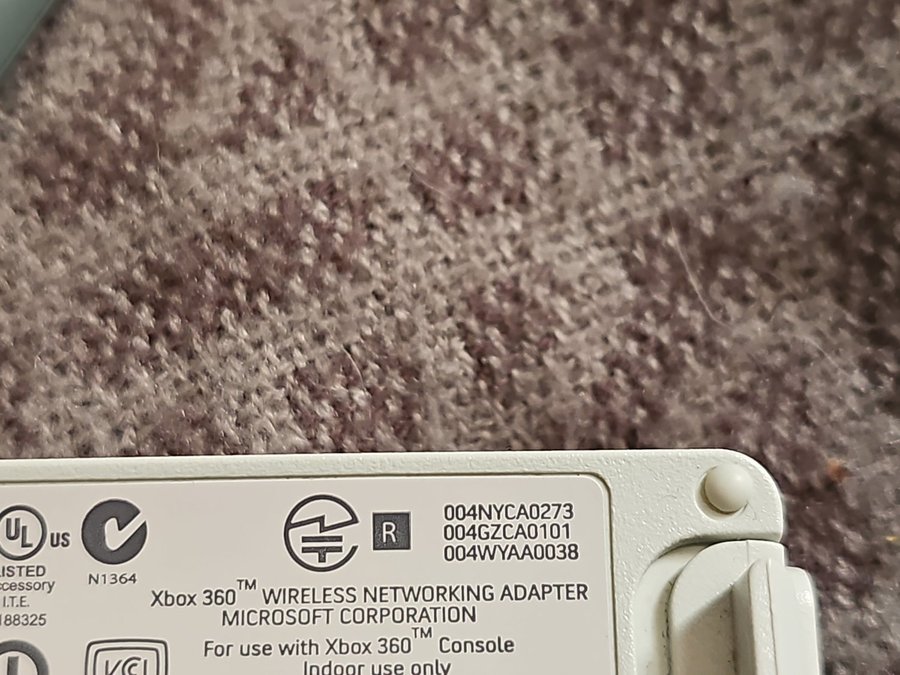 UL US
LISTED
I.T.E.
188325
N1364
R
004NYCA0273
004GZCA0101
004WYAA0038
Xbox 360™ WIRELESS NETWORKING ADAPTER
MICROSOFT CORPORATION
For use with Xbox 360™ Console
Indoor use only